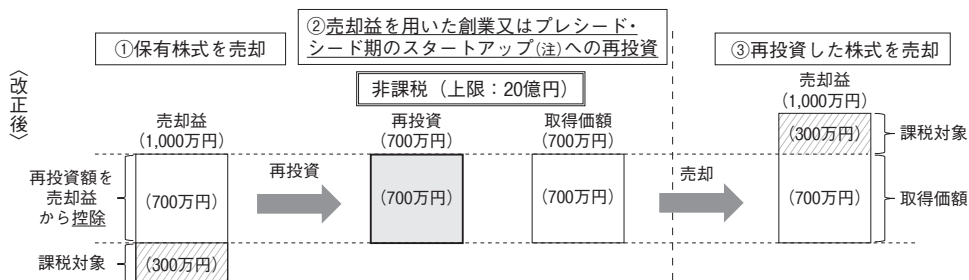 〈改正後〉
①保有株式を売却
②売却益を用いた創業又はプレシード・
シード期のスタートアップ(注)への再投資
③再投資した株式を売却
非課税（上限：20億円）
売却益
(1,000万円)
再投資
(700万円)
取得価額
(700万円)
売却益
(1,000万円)
(300万円)
課税対象
再投資額を
売却益
から控除
(700万円)
再投資
(700万円)
(700万円)
売却
(700万円)
取得価額
課税対象
(300万円)